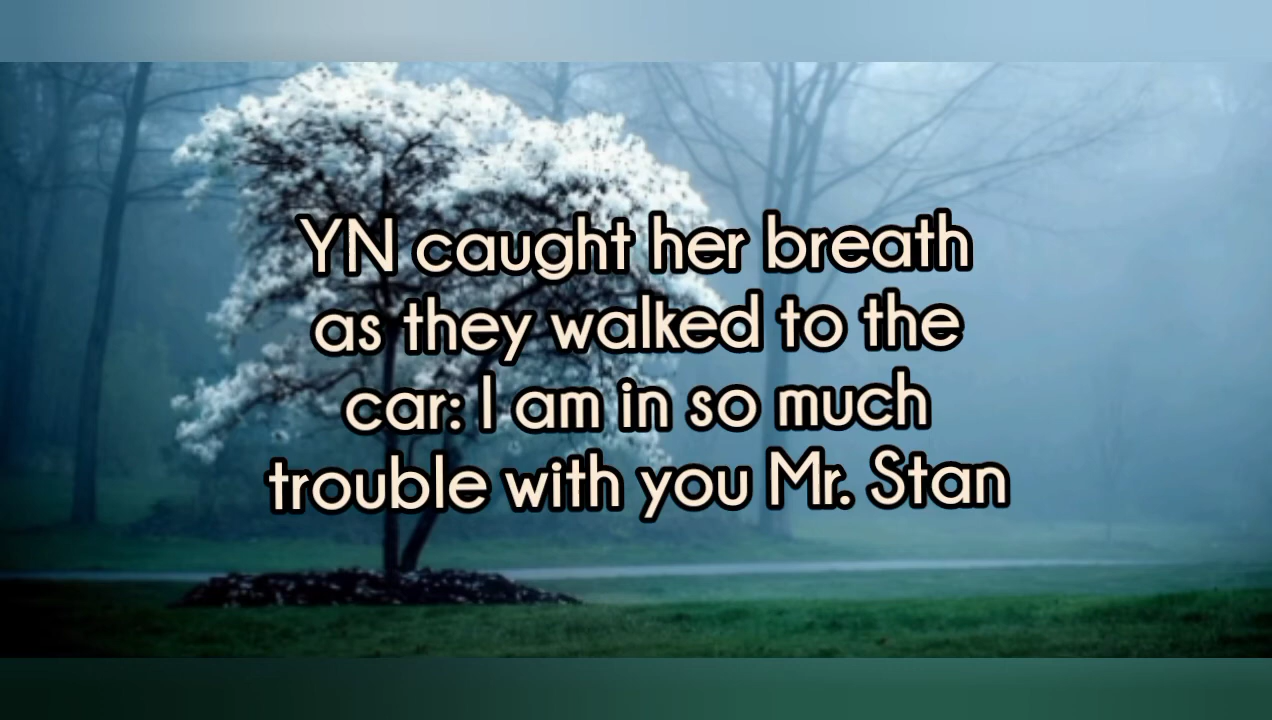 YN caught her breath
as they walked to the
car: I am in so much
trouble with you Mr. Stan